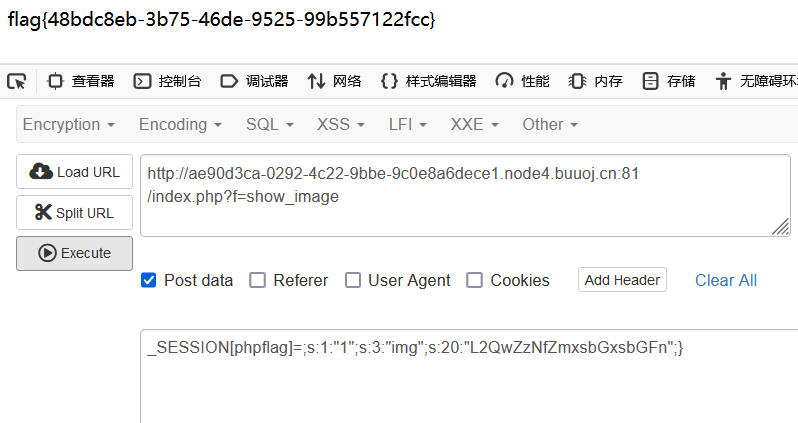 flag{48bdc8eb-3b75-46de-9525-99b557122fcc}
查看器 控制台 调试器 网络 {} 样式编辑器 性能 内存 存储 无障碍环
Encryption Encoding SQL XSS LFI XXE Other
Load URL
http://ae90d3ca-0292-4c22-9bbe-9c0e8a6dece1.node4.buuoj.cn:81
/index.php?f=show_image
Split URL
Execute
Post data Referer User Agent Cookies Add Header Clear All
_SESSION[phpflag]=;s:1:"1";s:3:"img";s:20:"L2QwZzNfZmxsbGxsbGFn";}